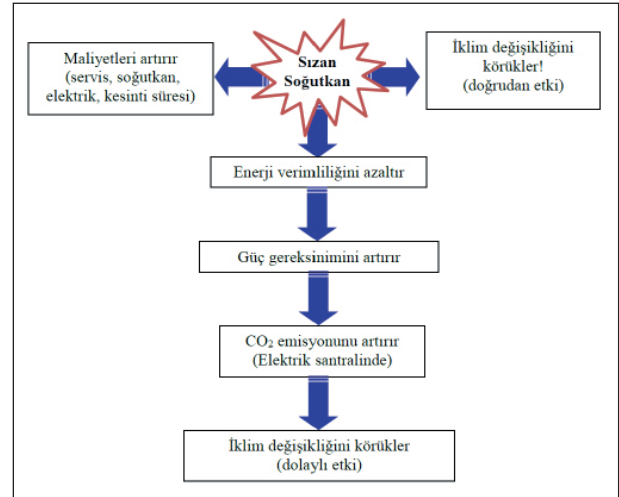 Maliyetleri artırır
(servis, soğutkan,
elektrik, kesinti süresi)
Sızan
Soğutkan
İklim değişikliğini
körükler!
(doğrudan etki)
Enerji verimliliğini azaltır
Güç gereksinimini artırır
CO₂ emisyonunu artırır
(Elektrik santralinde)
İklim değişikliğini körükler
(dolaylı etki)